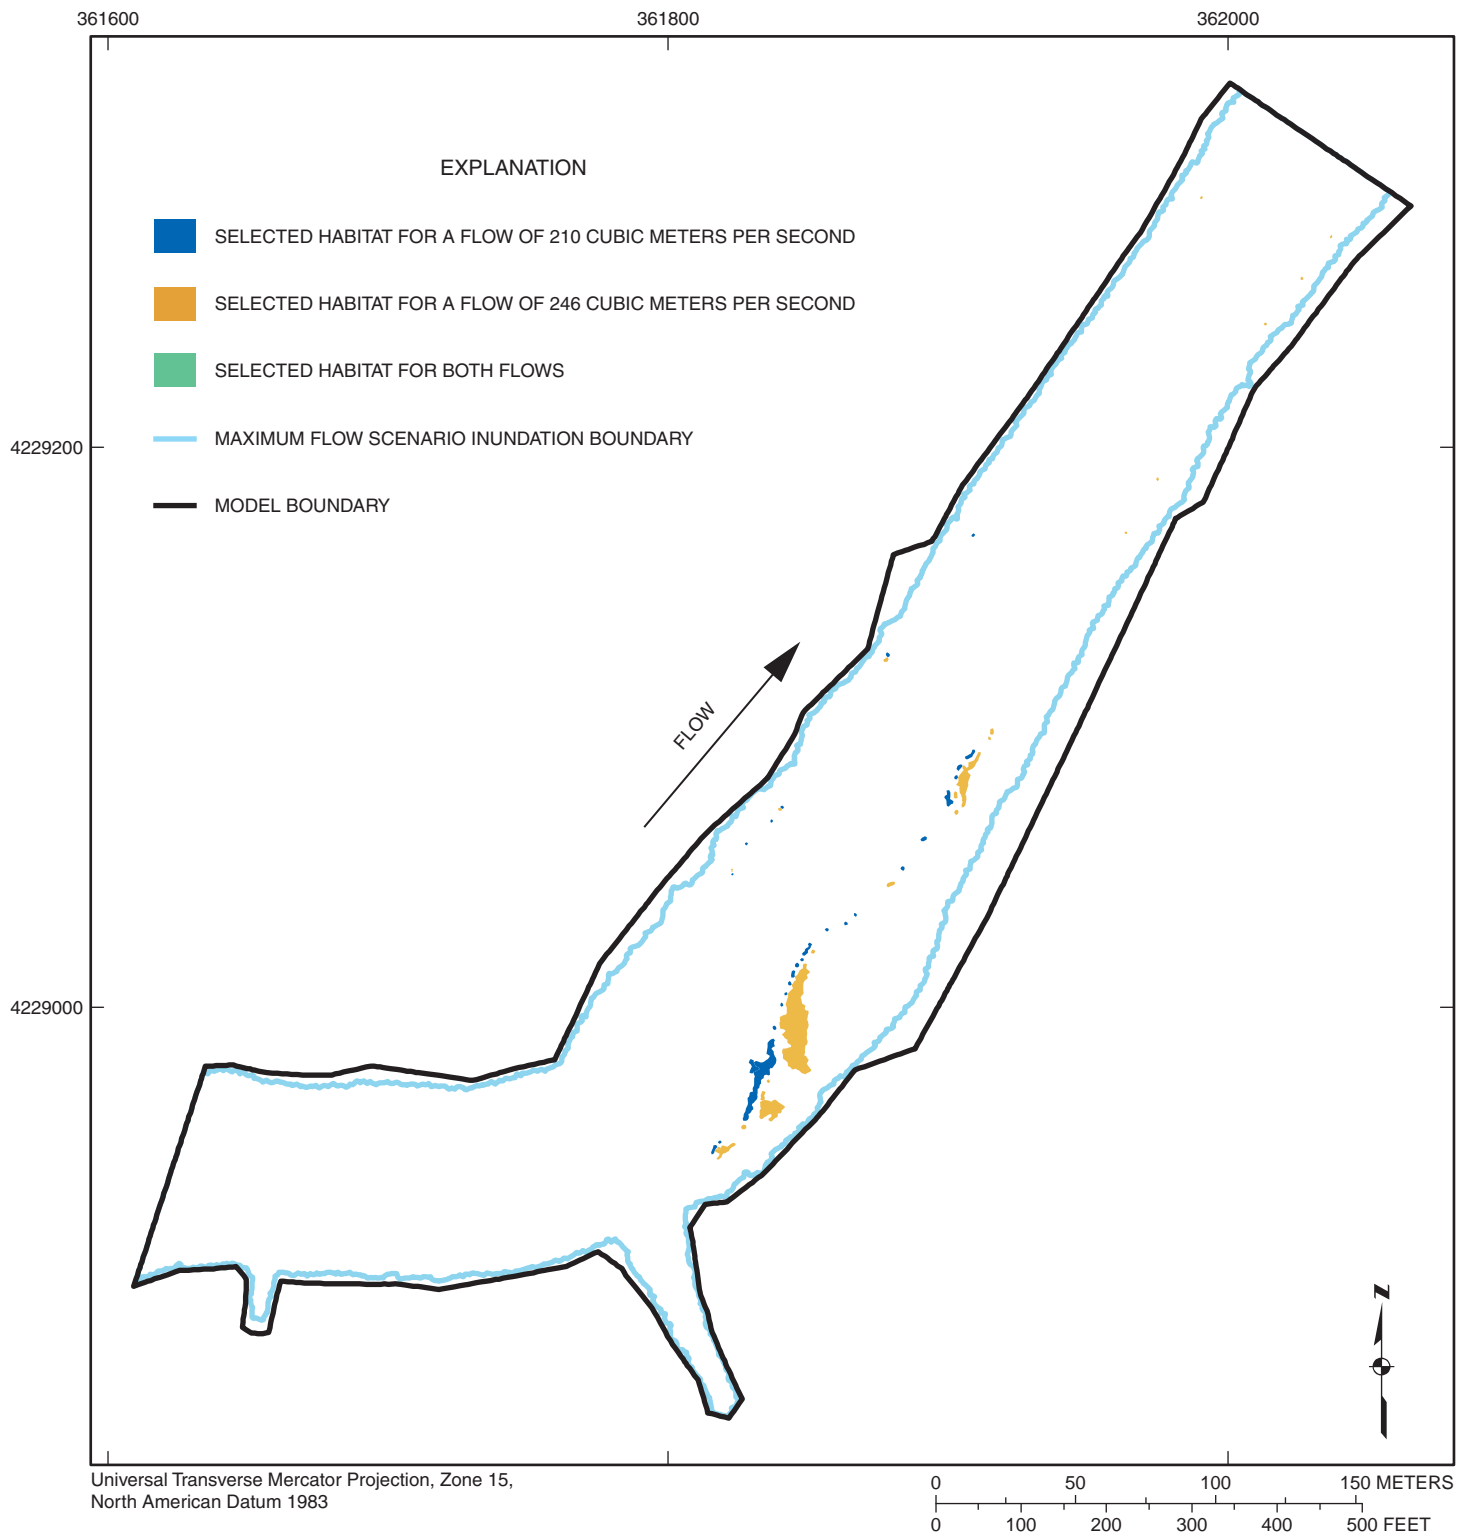 361600 361800 362000
EXPLANATION
SELECTED HABITAT FOR A FLOW OF 210 CUBIC METERS PER SECOND
SELECTED HABITAT FOR A FLOW OF 246 CUBIC METERS PER SECOND
SELECTED HABITAT FOR BOTH FLOWS
MAXIMUM FLOW SCENARIO INUNDATION BOUNDARY
4229200
MODEL BOUNDARY
FLOW
4229000
N
Universal Transverse Mercator Projection, Zone 15,
North American Datum 1983
0 50 100 150 METERS
0 100 200 300 400 500 FEET